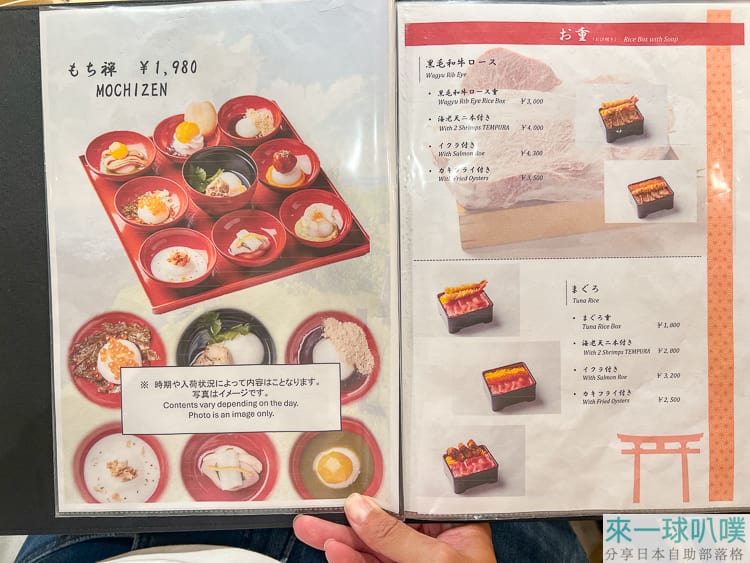 もち禅 ¥1,980
MOCHIZEN
※ 時期や入荷状況によって内容はことなります。
写真はイメージです。
Contents vary depending on the day.
Photo is an image only.
お重 (お汁付き) Rice Box with Soup
黒毛和牛ロース
Wagyu Rib Eye
• 黒毛和牛ロース重
Wagyu Rib Eye Rice Box ¥3,000
• 海老天二本付き
With 2 Shrimps TEMPURA ¥4,000
• イクラ付き
With Salmon Roe ¥4,300
• カキフライ付き
With Fried Oysters ¥3,500
まぐろ
Tuna Rice
• まぐろ重
Tuna Rice Box ¥1,800
• 海老天二本付き
With 2 Shrimps TEMPURA ¥2,800
• イクラ付き
With Salmon Roe ¥3,200
• カキフライ付き
With Fried Oysters ¥2,500
來一球叭噗
分享日本自助部落格